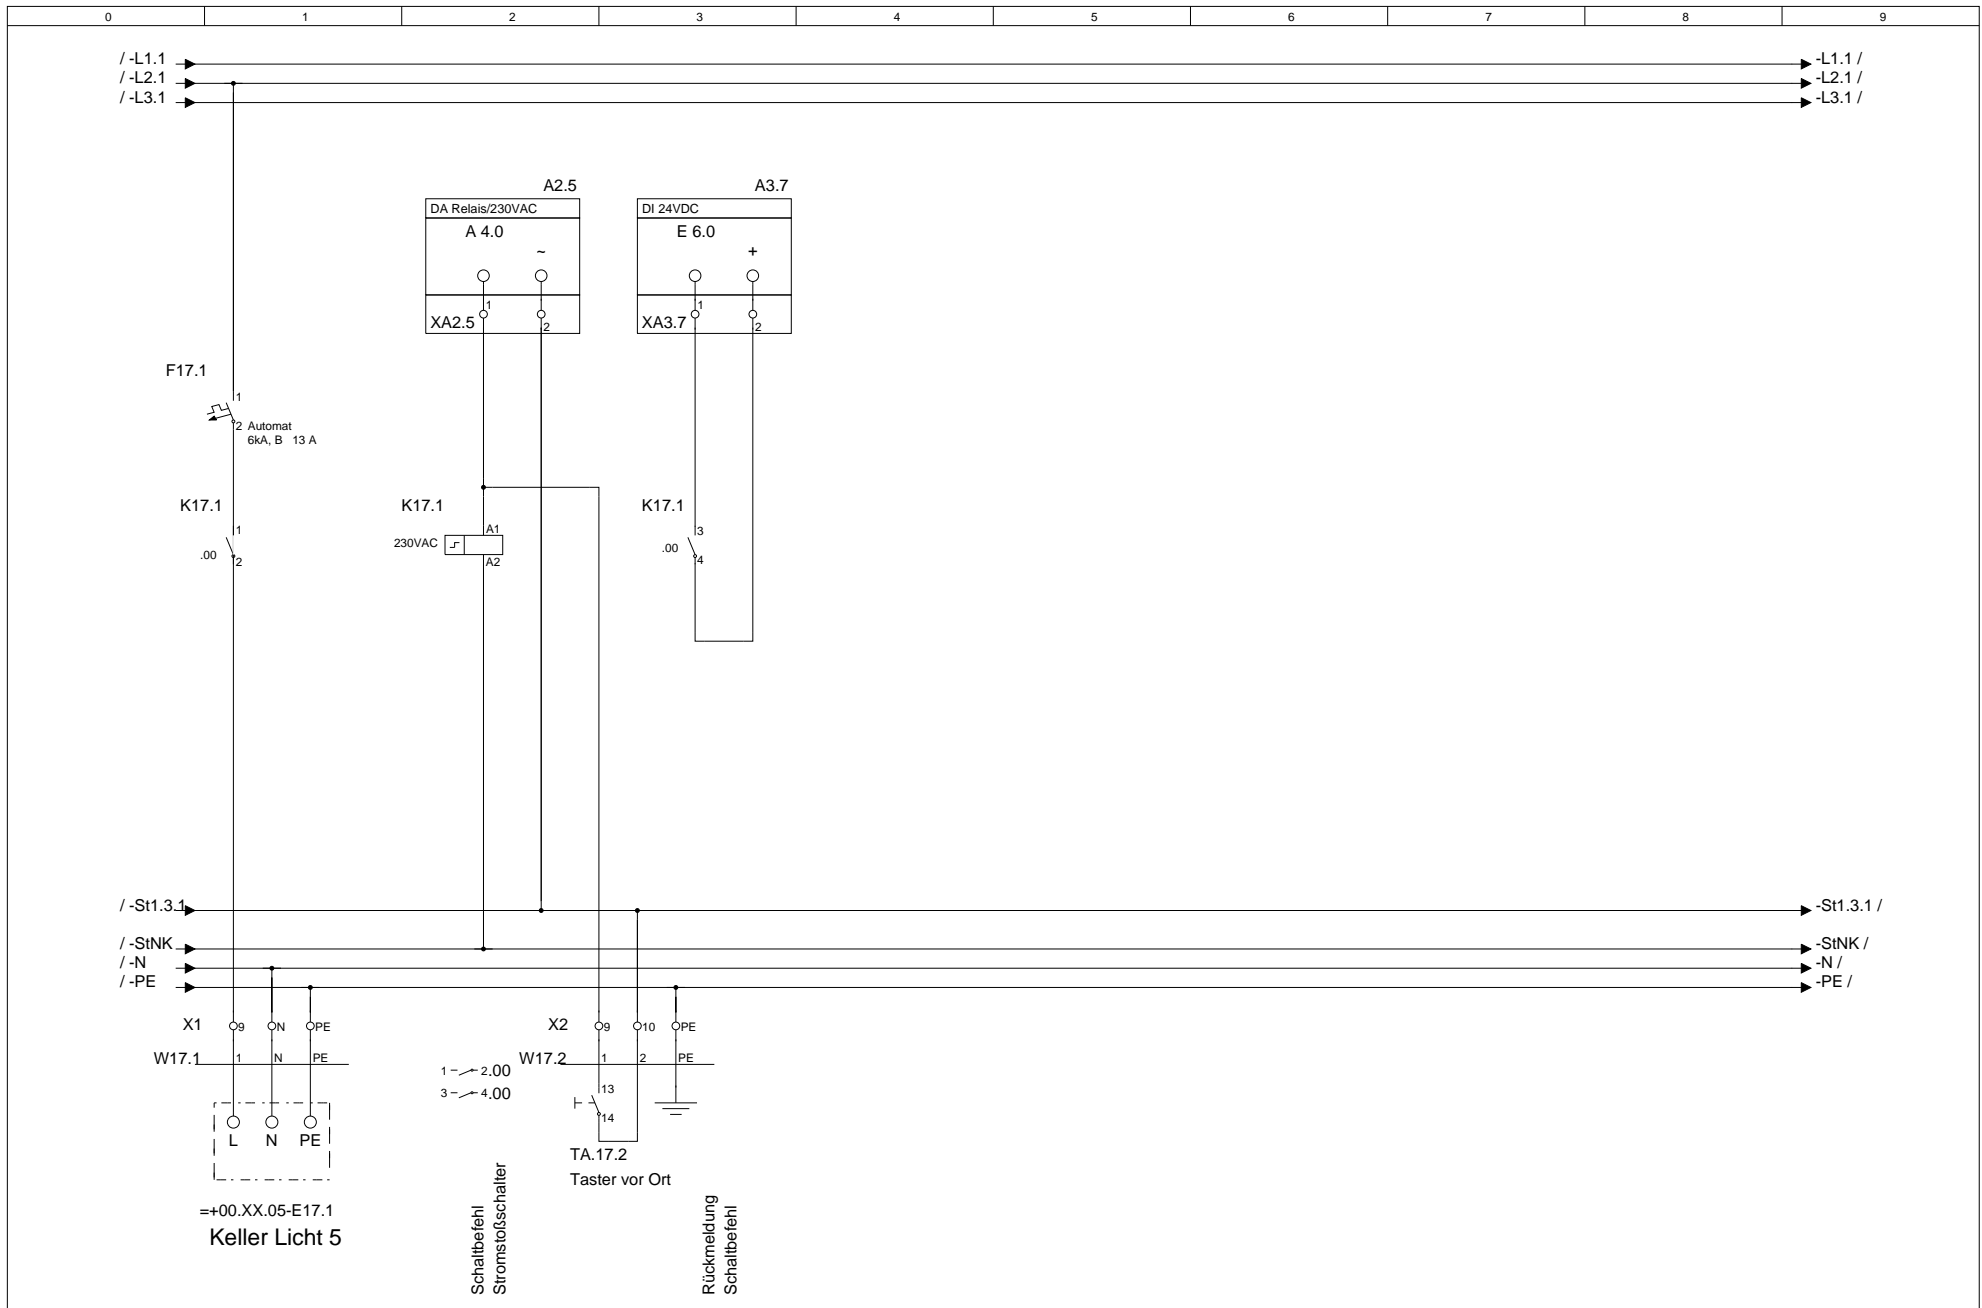 0 1 2 3 4 5 6 7 8 9
/ -L1.1 -L1.1 /
/ -L2.1 -L2.1 /
/ -L3.1 -L3.1 /
A2.5 A3.7
DA Relais/230VAC DI 24VDC
A 4.0 E 6.0
~ +
1 1
XA2.5 2 XA3.7 2
F17.1
1
2 Automat
6kA, B 13 A
K17.1 K17.1 K17.1
1 A1 3
.00 230VAC .00
2 A2 4
/ -St1.3.1 -St1.3.1 /
/ -StNK -StNK /
/ -N -N /
/ -PE -PE /
X1 9 N PE X2 9 10 PE
W17.1 1 N PE W17.2 1 2 PE
1 2.00
3 4.00
13
14
L N PE
TA.17.2
Taster vor Ort
=+00.XX.05-E17.1
Keller Licht 5
Schaltbefehl
Stromstoßschalter
Rückmeldung
Schaltbefehl